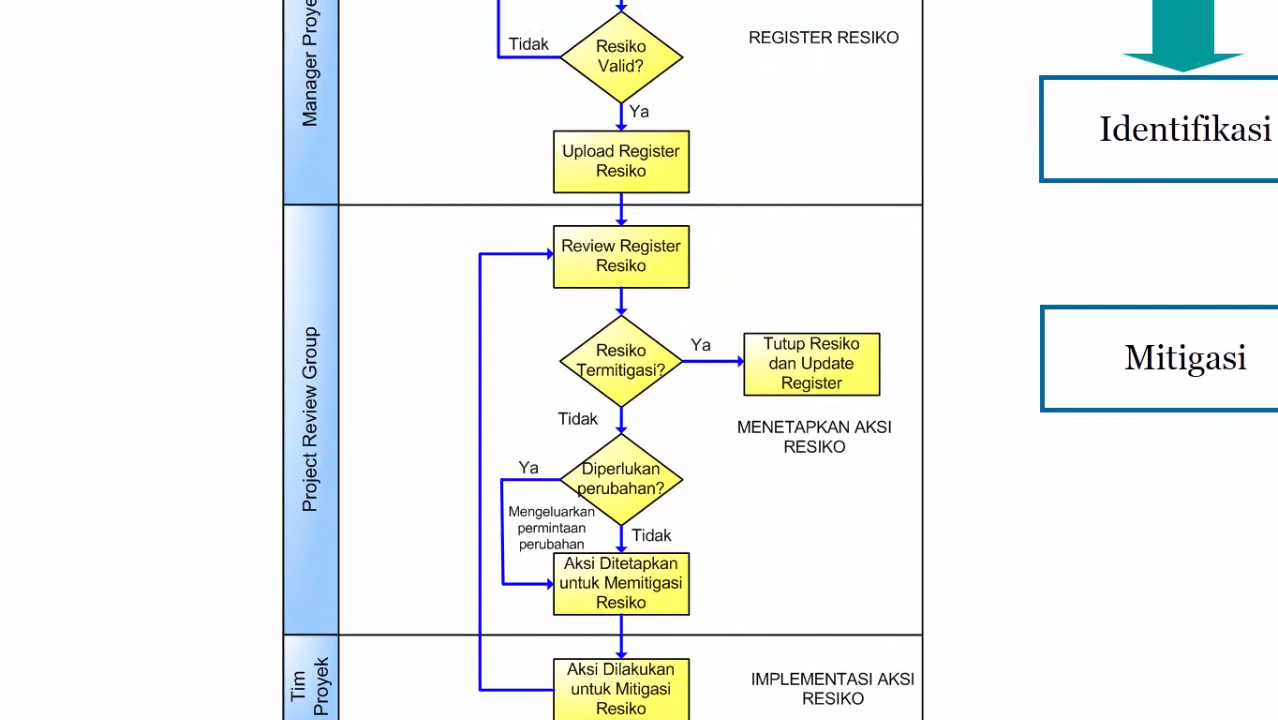 Manager Proye
Tidak
Resiko
Valid?
REGISTER RESIKO
Ya
Upload Register
Resiko
Identifikasi
Project Review Group
Review Register
Resiko
Resiko
Termitigasi?
Ya
Tutup Resiko
dan Update
Register
Mitigasi
Tidak
MENETAPKAN AKSI
RESIKO
Ya
Diperlukan
perubahan?
Mengeluarkan
permintaan
perubahan
Tidak
Aksi Ditetapkan
untuk Memitigasi
Resiko
Tim
Proyek
Aksi Dilakukan
untuk Mitigasi
Resiko
IMPLEMENTASI AKSI
RESIKO